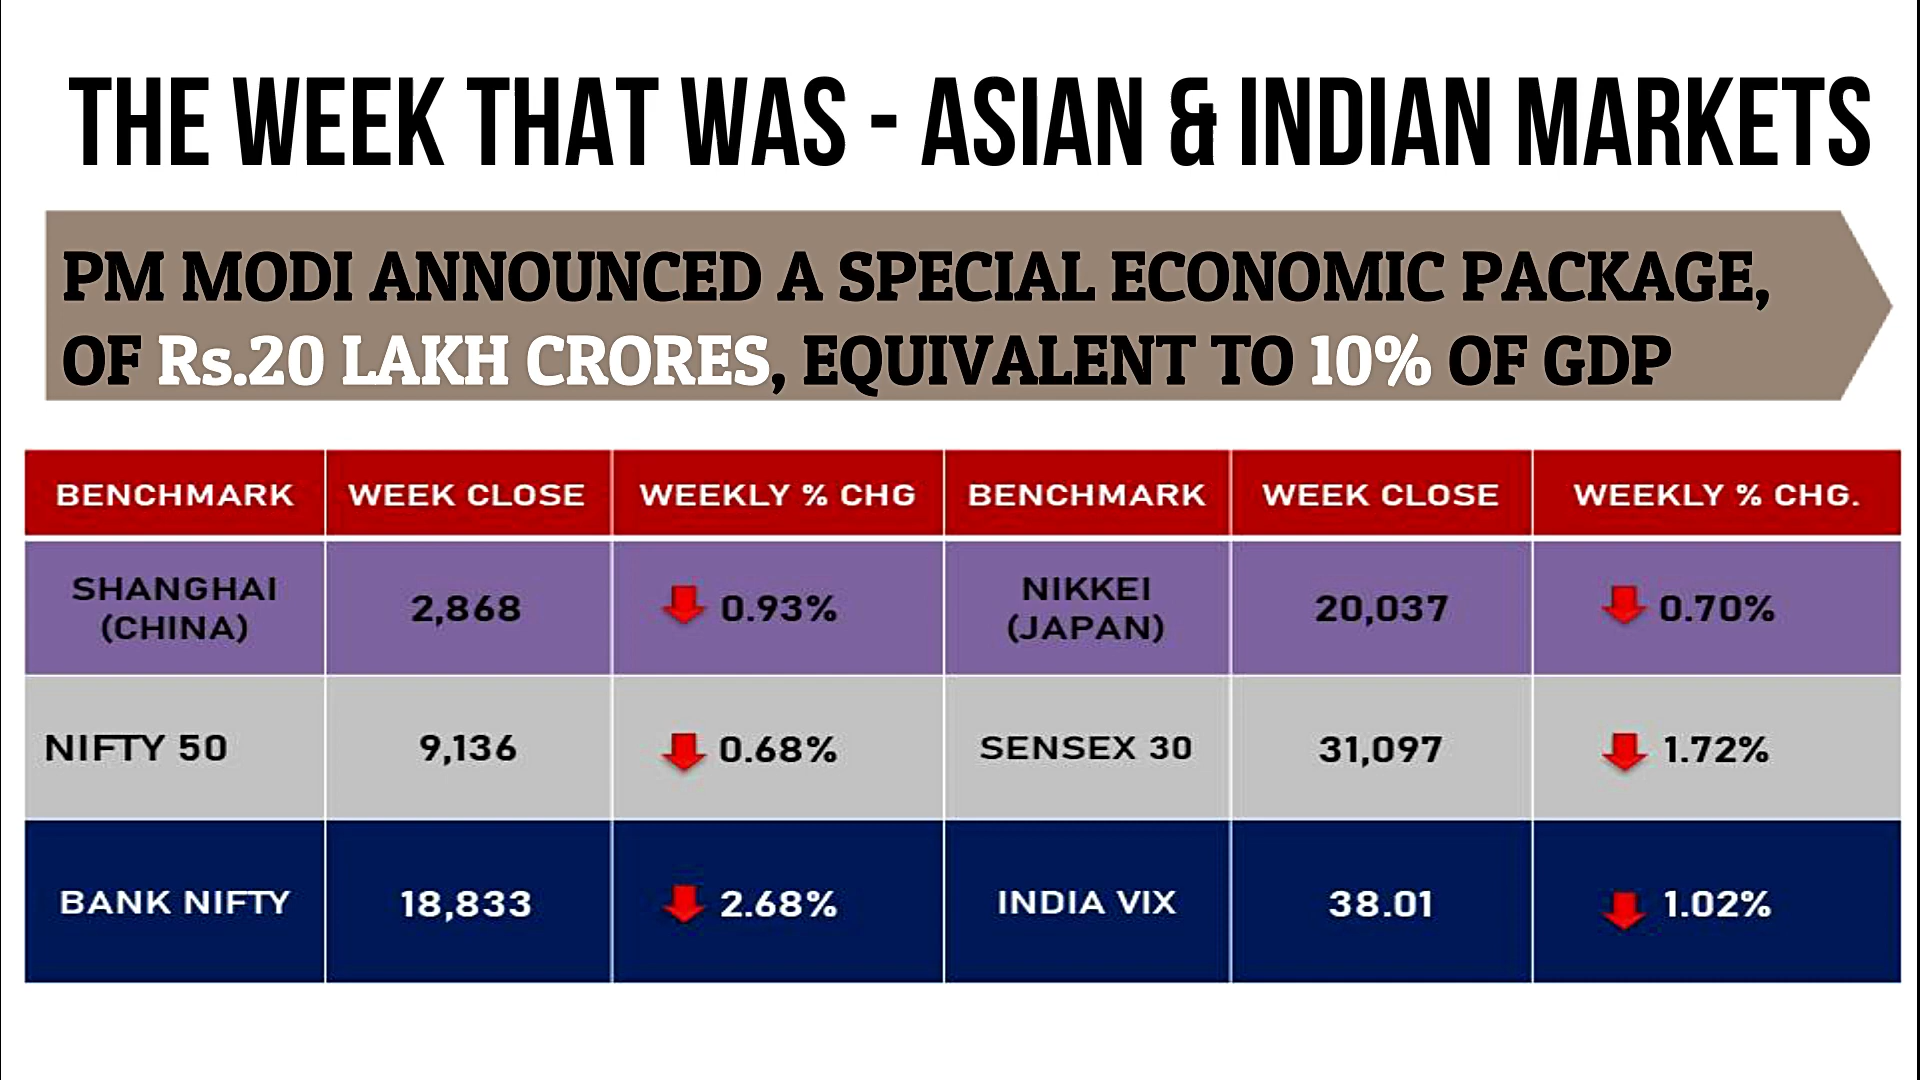 THE WEEK THAT WAS - ASIAN & INDIAN MARKETS
PM MODI ANNOUNCED A SPECIAL ECONOMIC PACKAGE,
OF Rs.20 LAKH CRORES, EQUIVALENT TO 10% OF GDP
BENCHMARK WEEK CLOSE WEEKLY % CHG BENCHMARK WEEK CLOSE WEEKLY % CHG.
SHANGHAI (CHINA) 2,868 0.93% NIKKEI (JAPAN) 20,037 0.70%
NIFTY 50 9,136 0.68% SENSEX 30 31,097 1.72%
BANK NIFTY 18,833 2.68% INDIA VIX 38.01 1.02%